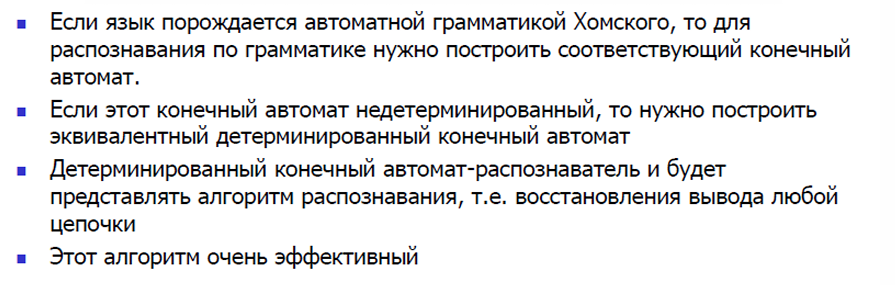 Если язык порождается автоматной грамматикой Хомского, то для
распознавания по грамматике нужно построить соответствующий конечный
автомат.
Если этот конечный автомат недетерминированный, то нужно построить
эквивалентный детерминированный конечный автомат
Детерминированный конечный автомат-распознаватель и будет
представлять алгоритм распознавания, т.е. восстановления вывода любой
цепочки
Этот алгоритм очень эффективный